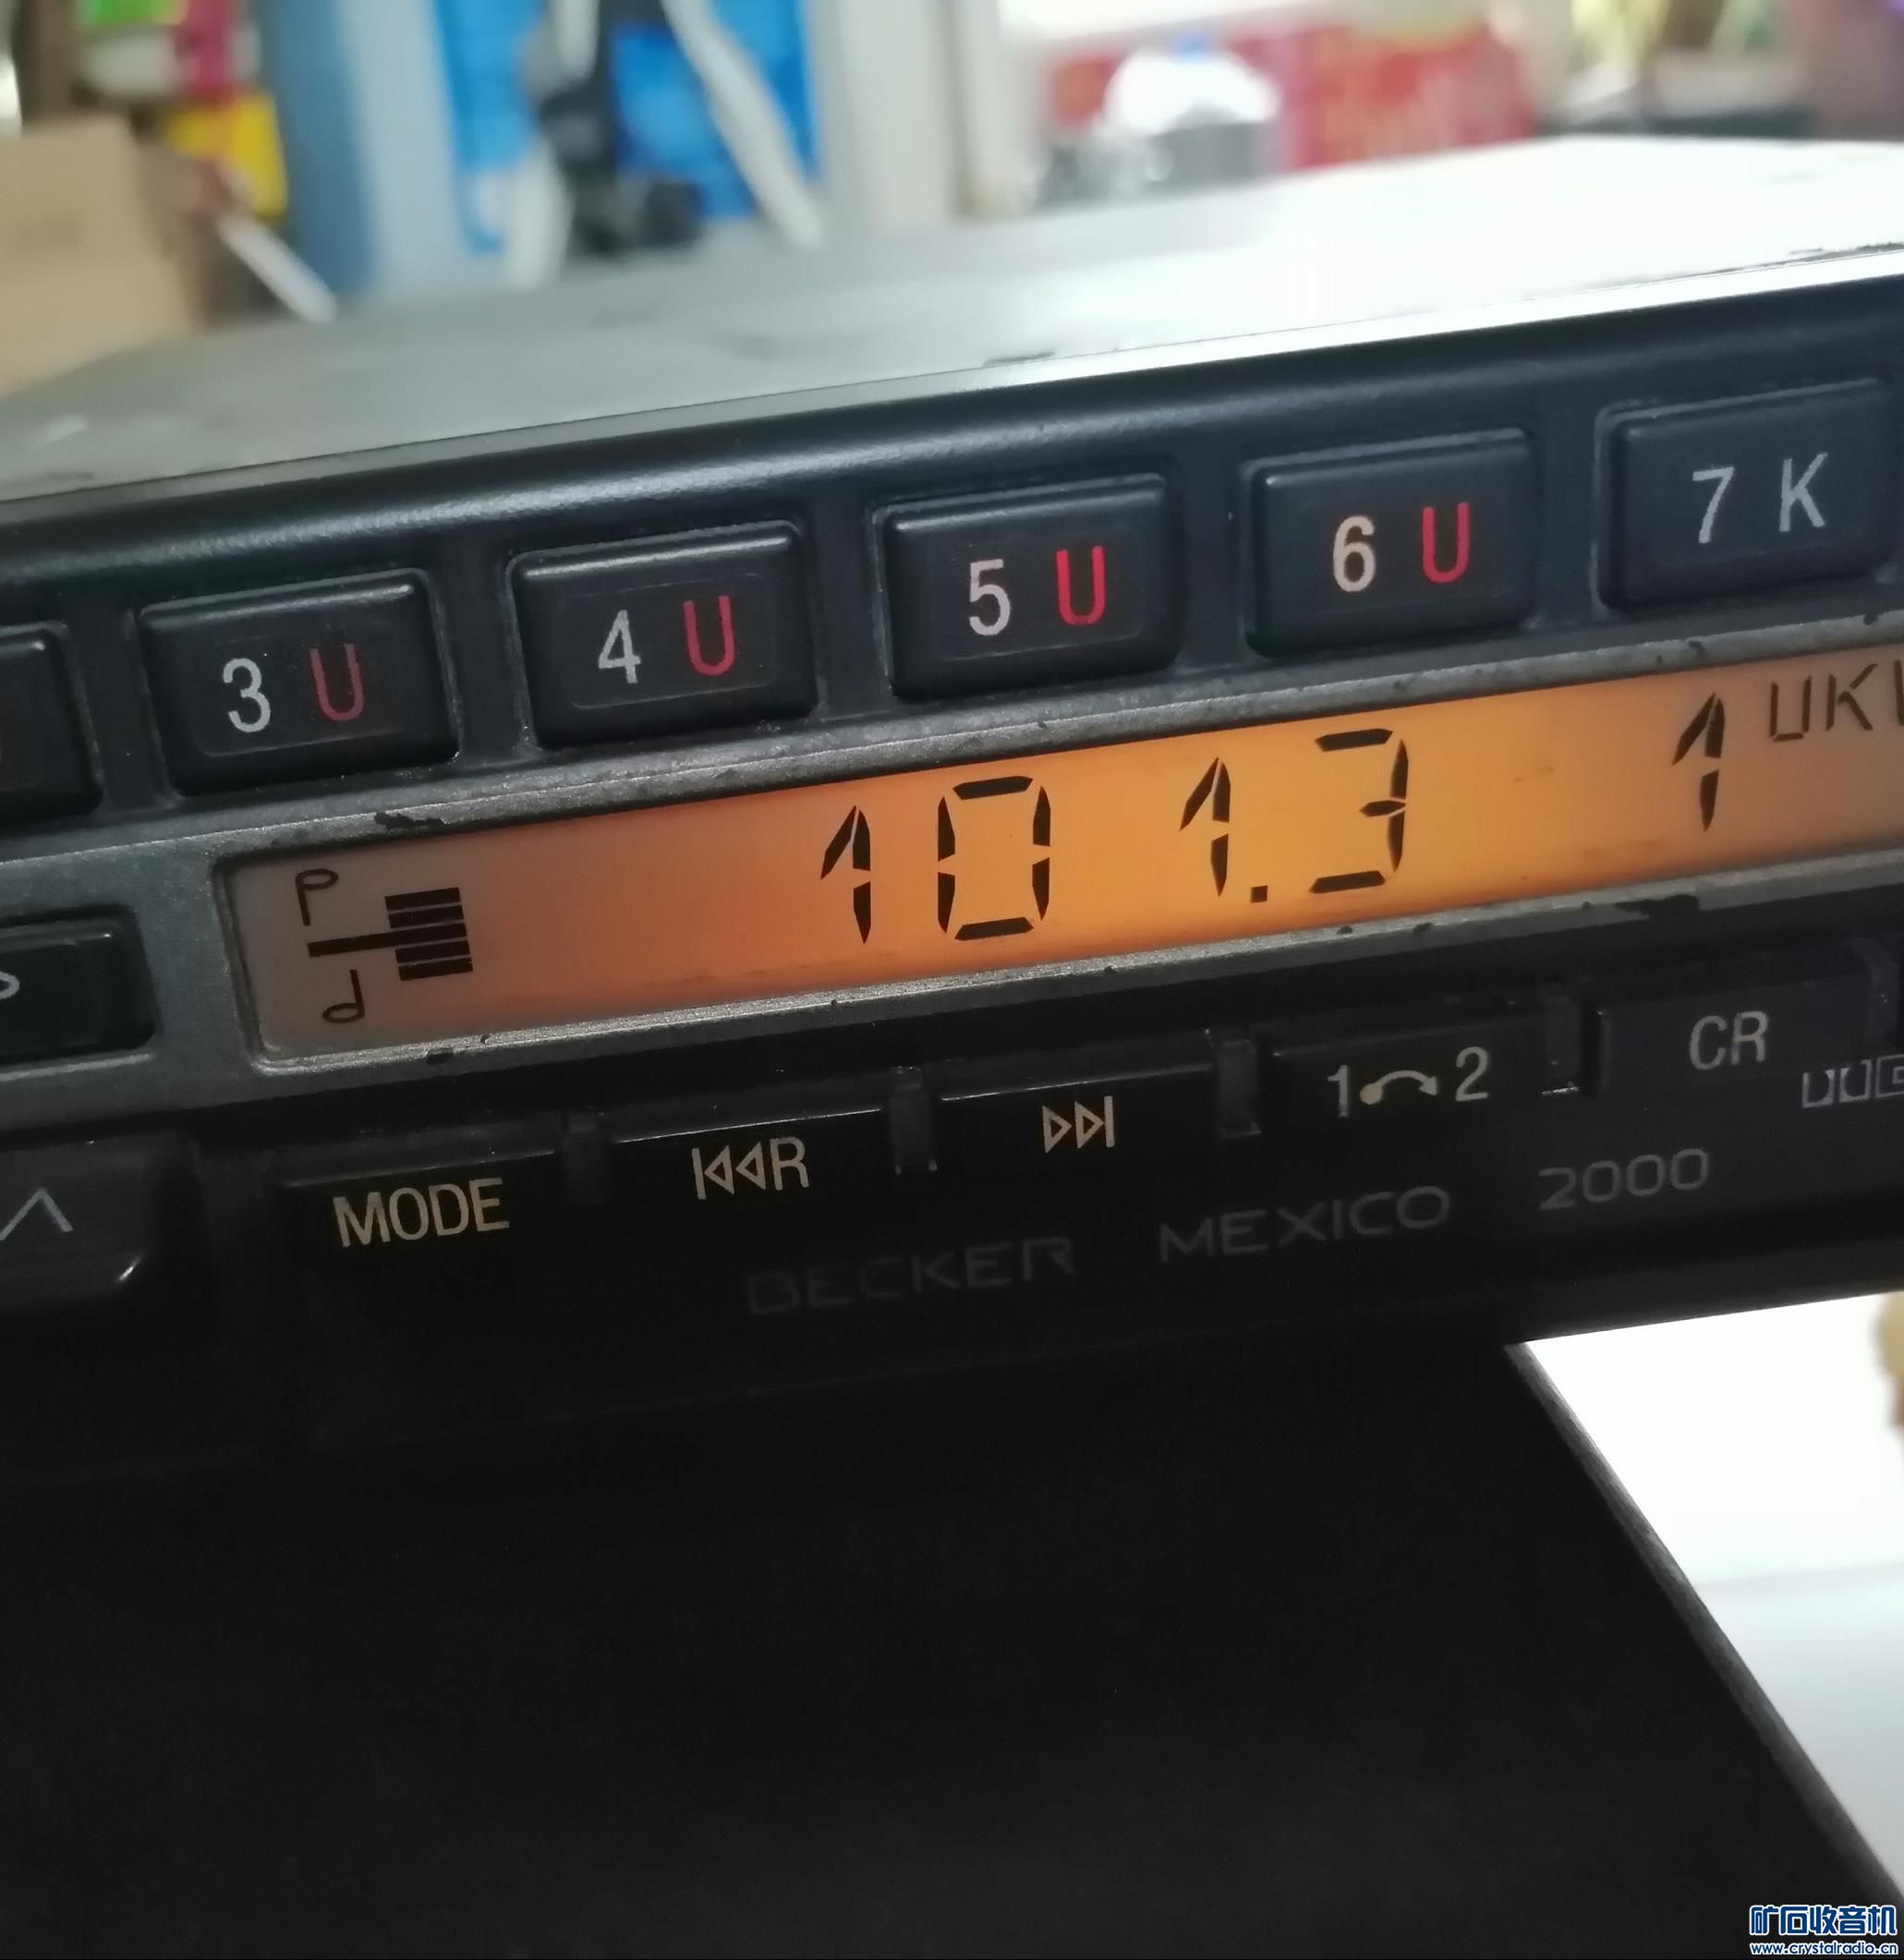 3 U 4 U 5 U 6 U 7 K
101.3 1 UK
MODE R 1 2 CR
BECKER MEXICO 2000
矿石收音机
www.crystalradio.cn